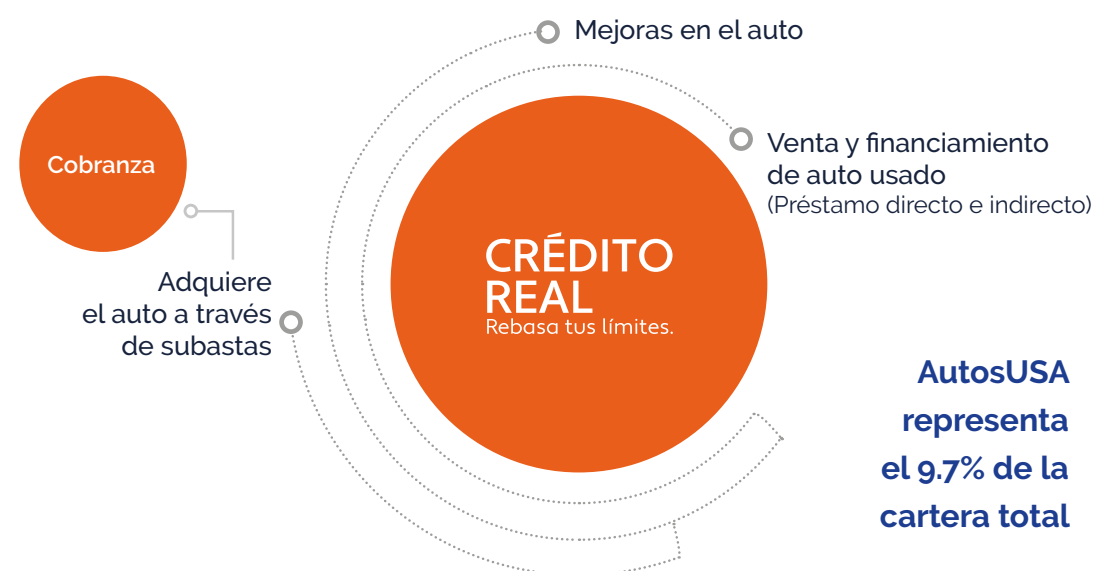 Mejoras en el auto
Venta y financiamiento
de auto usado
(Préstamo directo e indirecto)
Cobranza
CRÉDITO
REAL
Rebasa tus límites.
Adquiere
el auto a través
de subastas
AutosUSA
representa
el 9.7% de la
cartera total